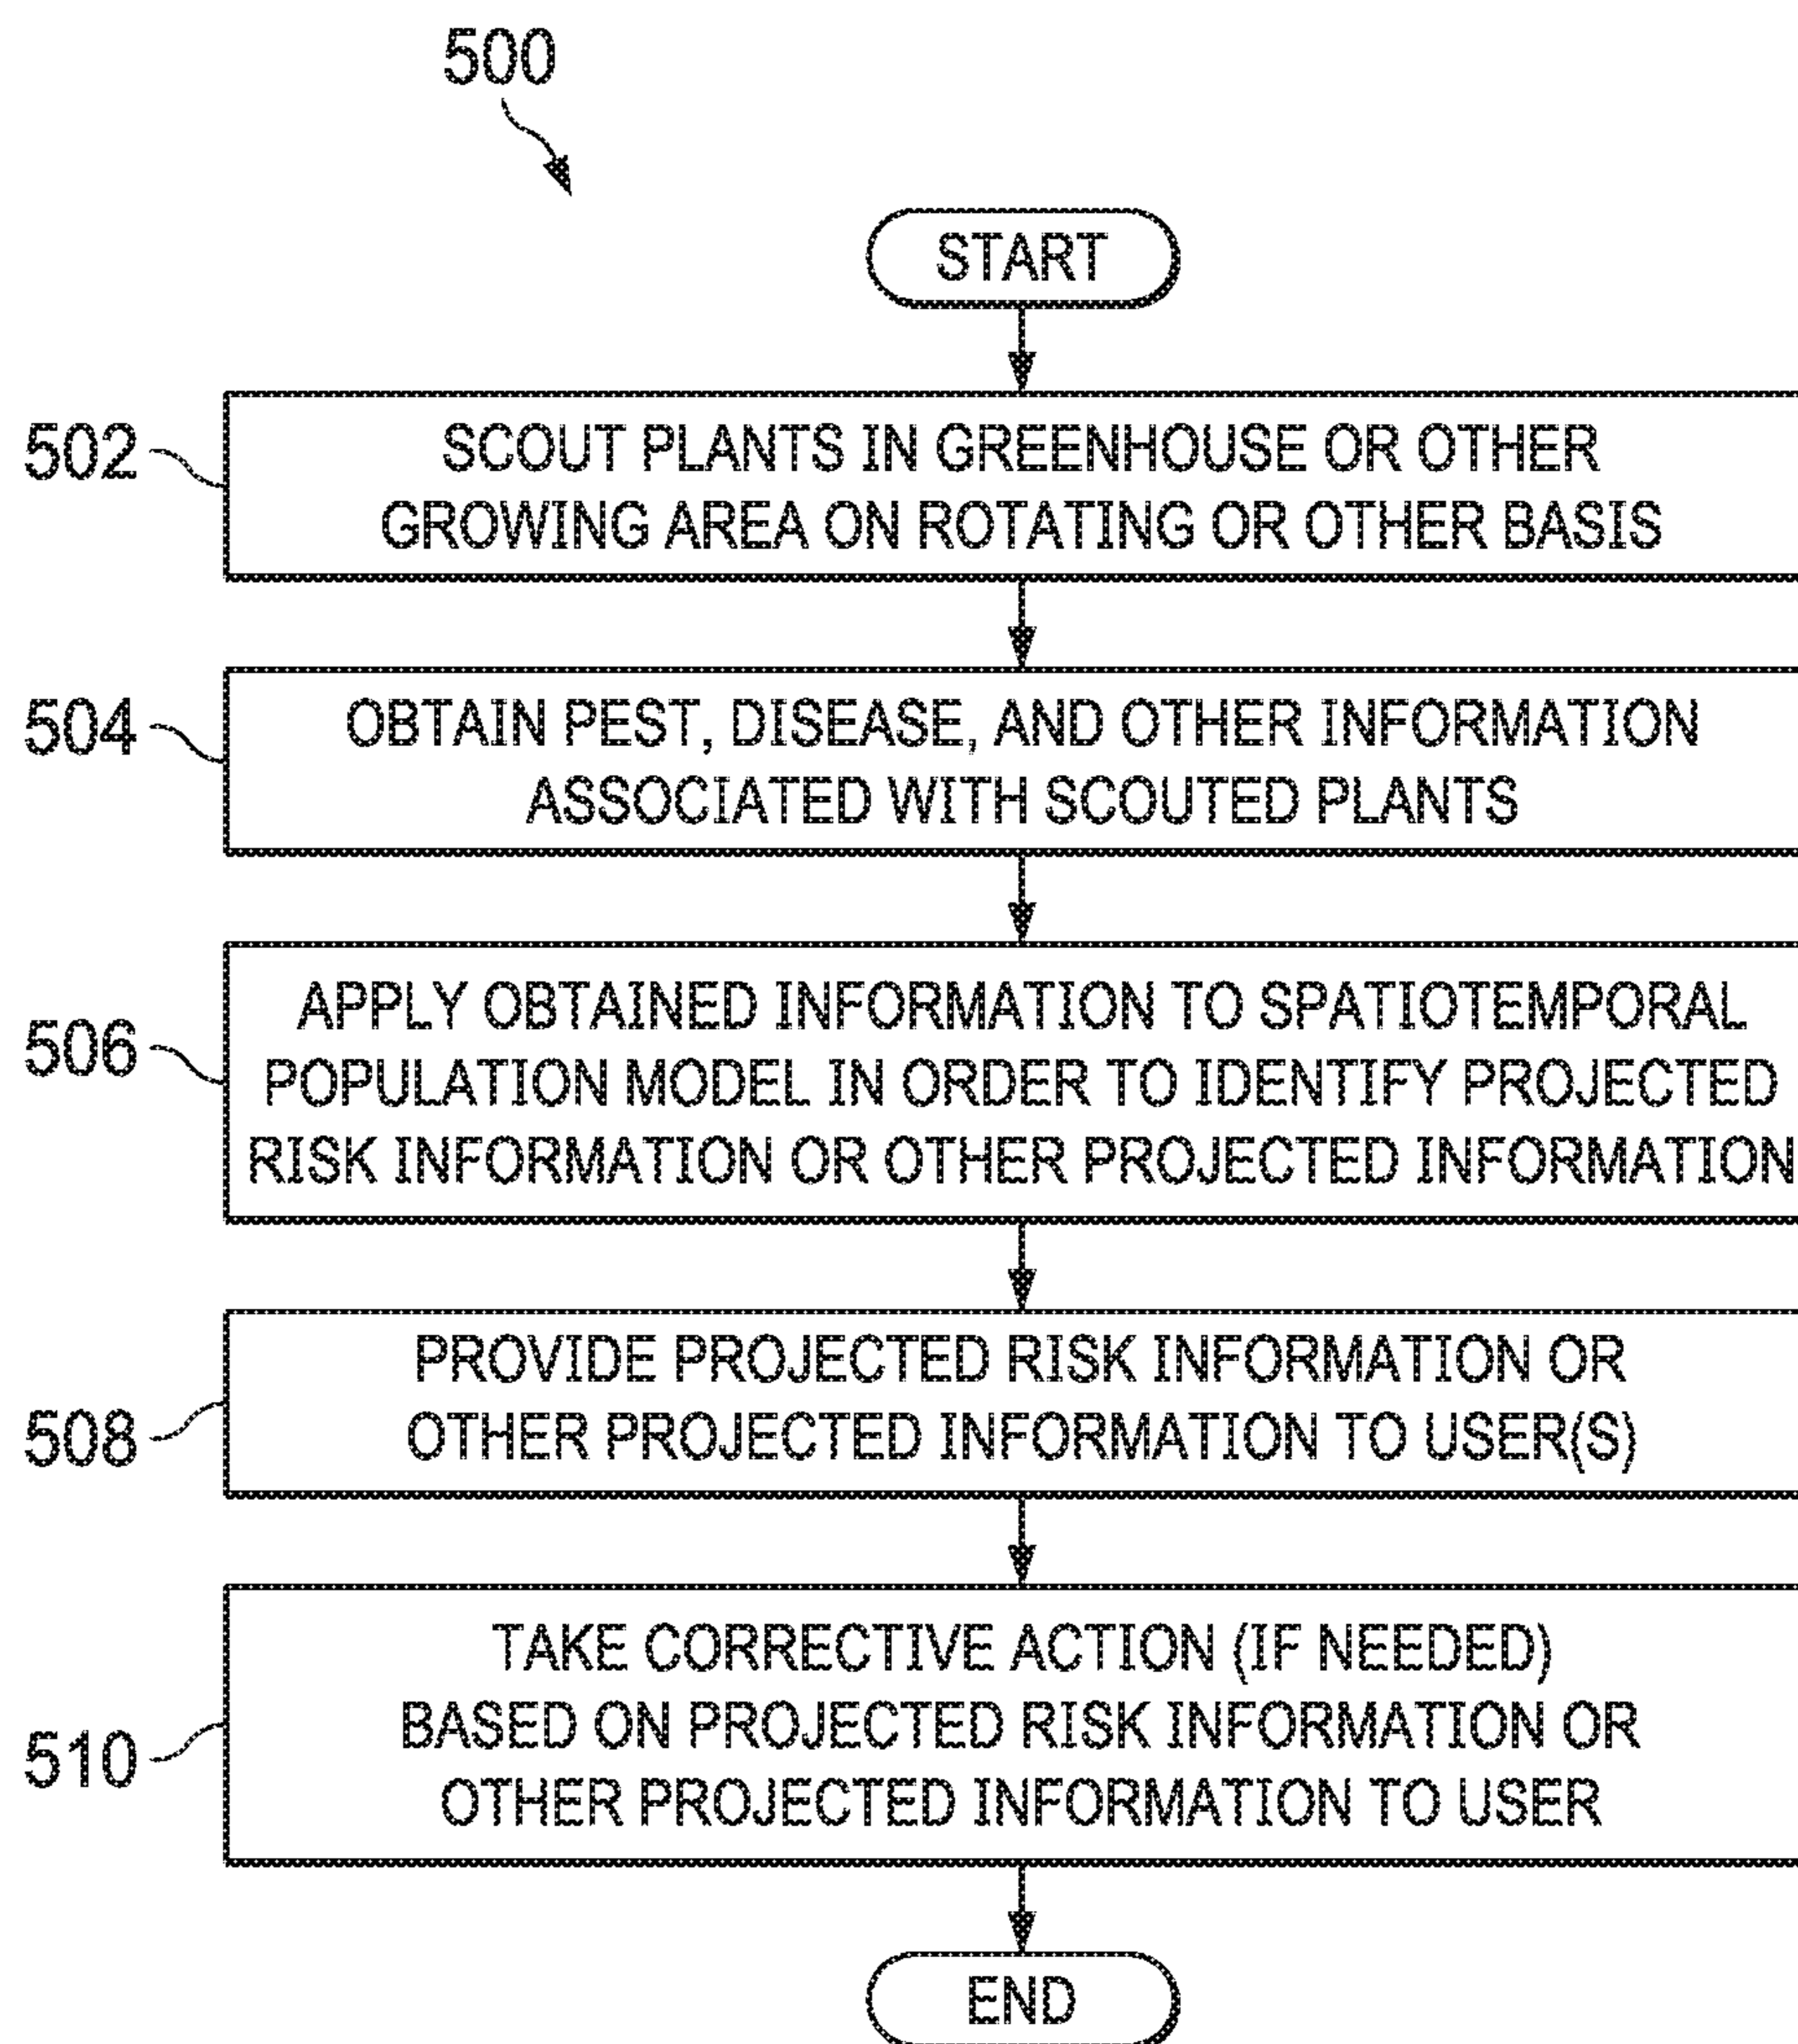 500
START
502
SCOUT PLANTS IN GREENHOUSE OR OTHER
GROWING AREA ON ROTATING OR OTHER BASIS
504
OBTAIN PEST, DISEASE, AND OTHER INFORMATION
ASSOCIATED WITH SCOUTED PLANTS
506
APPLY OBTAINED INFORMATION TO SPATIOTEMPORAL
POPULATION MODEL IN ORDER TO IDENTIFY PROJECTED
RISK INFORMATION OR OTHER PROJECTED INFORMATION
508
PROVIDE PROJECTED RISK INFORMATION OR
OTHER PROJECTED INFORMATION TO USER(S)
510
TAKE CORRECTIVE ACTION (IF NEEDED)
BASED ON PROJECTED RISK INFORMATION OR
OTHER PROJECTED INFORMATION TO USER
END